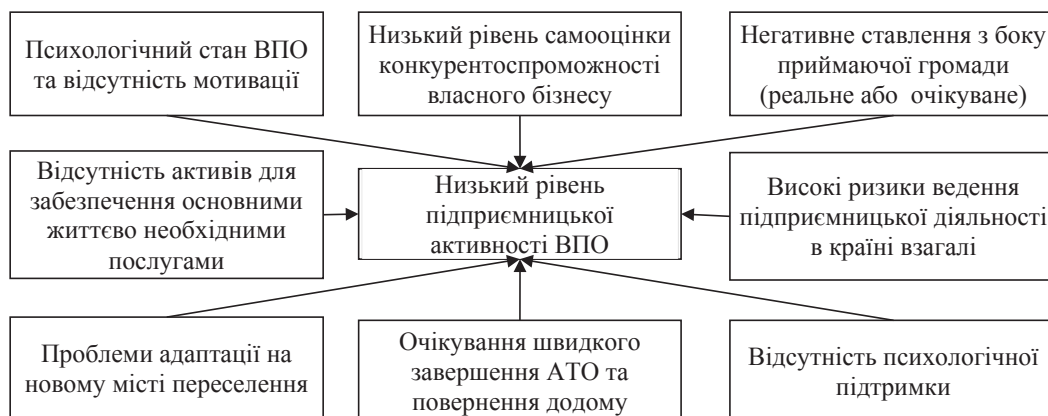 Психологічний стан ВПО
та відсутність мотивації
Низький рівень самооцінки
конкурентоспроможності
власного бізнесу
Негативне ставлення з боку
приймаючої громади
(реальне або очікуване)
Відсутність активів для
забезпечення основними
життєво необхідними
послугами
Низький рівень
підприємницької
активності ВПО
Високі ризики ведення
підприємницької діяльності
в країні взагалі
Проблеми адаптації на
новому місті переселення
Очікування швидкого
завершення АТО та
повернення додому
Відсутність психологічної
підтримки